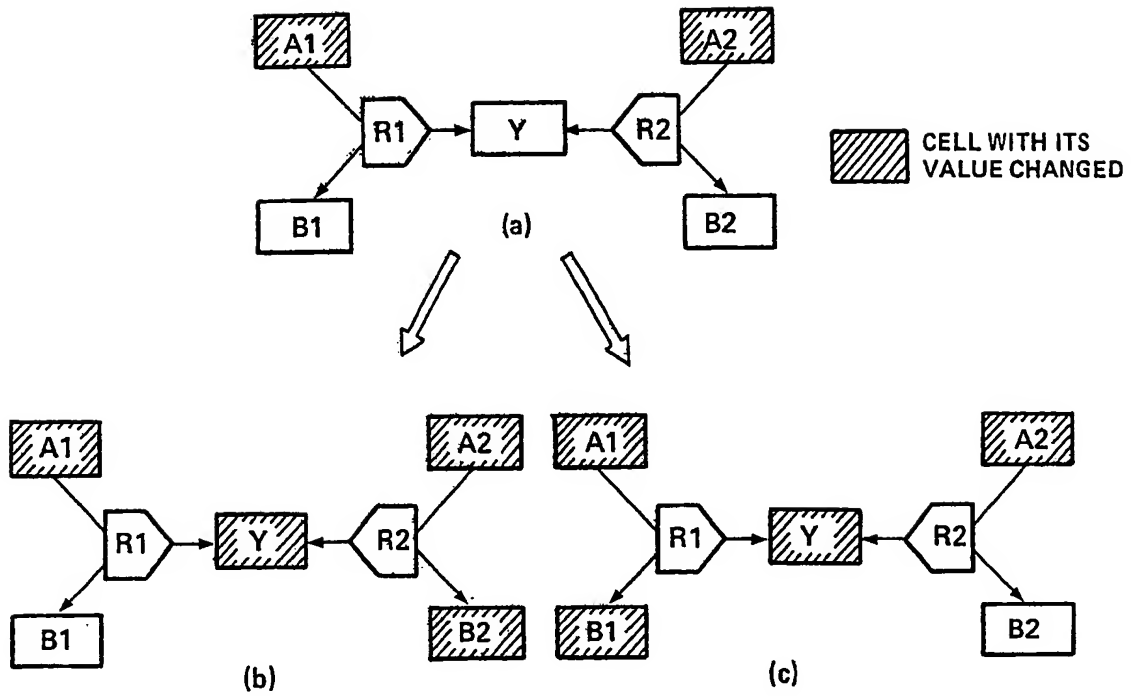 A1
A2
R1
Y
R2
CELL WITH ITS
VALUE CHANGED
B1
(a)
B2
A1
A2
A1
A2
R1
Y
R2
R1
Y
R2
B1
B2
B1
B2
(b)
(c)